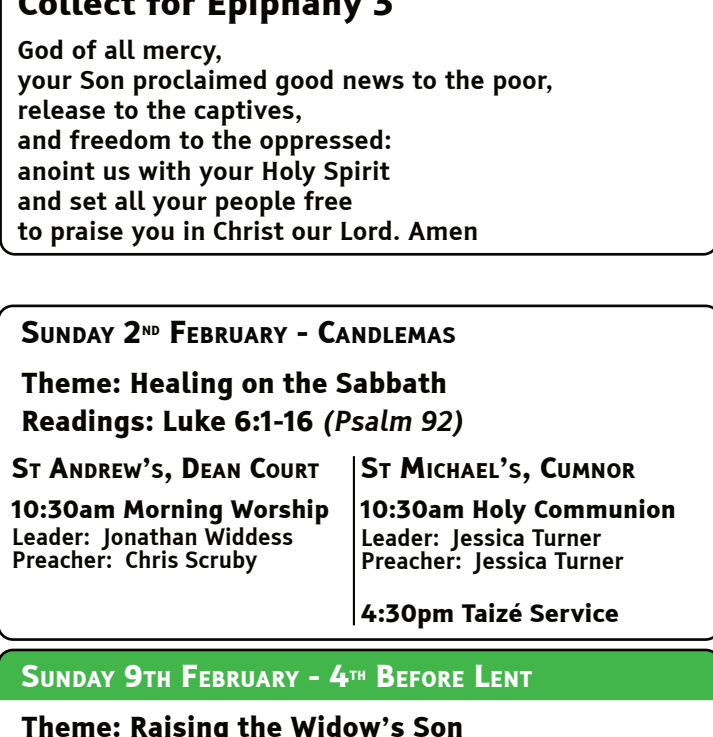 Collect for Epiphany 3
God of all mercy,
your Son proclaimed good news to the poor,
release to the captives,
and freedom to the oppressed:
anoint us with your Holy Spirit
and set all your people free
to praise you in Christ our Lord. Amen
Sunday 2nd February - Candlemas
Theme: Healing on the Sabbath
Readings: Luke 6:1-16 (Psalm 92)
St Andrew's, Dean Court
10:30am Morning Worship
Leader: Jonathan Widdess
Preacher: Chris Scruby
St Michael's, Cumnor
10:30am Holy Communion
Leader: Jessica Turner
Preacher: Jessica Turner
4:30pm Taizé Service
Sunday 9th February - 4th Before Lent
Theme: Raising the Widow's Son